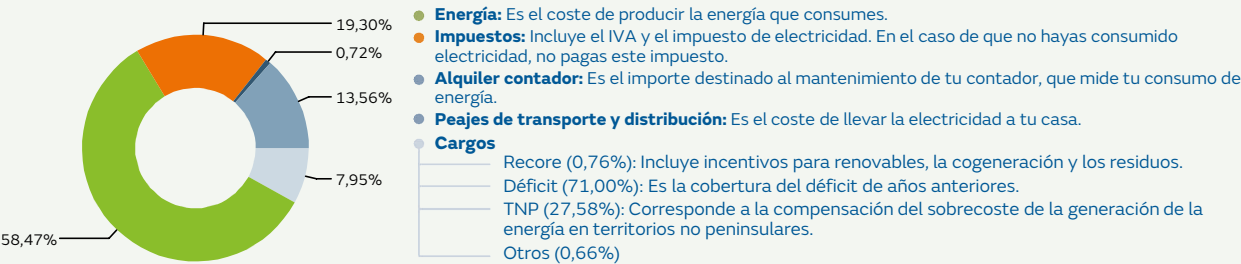 19,30%
0,72%
13,56%
7,95%
58,47%
Energía: Es el coste de producir la energía que consumes.
Impuestos: Incluye el IVA y el impuesto de electricidad. En el caso de que no hayas consumido
electricidad, no pagas este impuesto.
Alquiler contador: Es el importe destinado al mantenimiento de tu contador, que mide tu consumo de
energía.
Peajes de transporte y distribución: Es el coste de llevar la electricidad a tu casa.
Cargos
Recore (0,76%): Incluye incentivos para renovables, la cogeneración y los residuos.
Déficit (71,00%): Es la cobertura del déficit de años anteriores.
TNP (27,58%): Corresponde a la compensación del sobrecoste de la generación de la
energía en territorios no peninsulares.
Otros (0,66%)